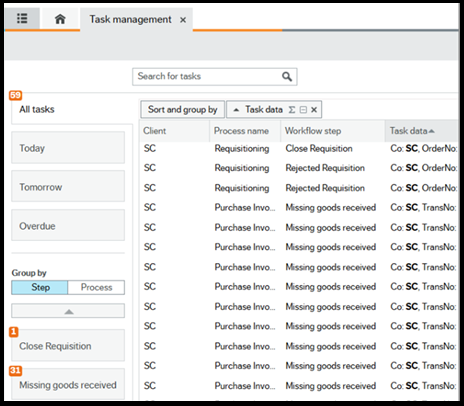 Task management ×
Search for tasks
59
All tasks
Today
Tomorrow
Overdue
Group by
Step Process
1
Close Requisition
31
Missing goods received
Sort and group by Task data Σ ×
Client Process name Workflow step Task data
SC Requisitioning Close Requisition Co: SC, OrderNo:
SC Requisitioning Rejected Requisition Co: SC, OrderNo:
SC Requisitioning Rejected Requisition Co: SC, OrderNo:
SC Purchase Invo... Missing goods received Co: SC, TransNo:
SC Purchase Invo... Missing goods received Co: SC, TransNo:
SC Purchase Invo... Missing goods received Co: SC, TransNo:
SC Purchase Invo... Missing goods received Co: SC, TransNo:
SC Purchase Invo... Missing goods received Co: SC, TransNo:
SC Purchase Invo... Missing goods received Co: SC, TransNo:
SC Purchase Invo... Missing goods received Co: SC, TransNo:
SC Purchase Invo... Missing goods received Co: SC, TransNo:
SC Purchase Invo... Missing goods received Co: SC, TransNo:
SC Purchase Invo... Missing goods received Co: SC, TransNo: